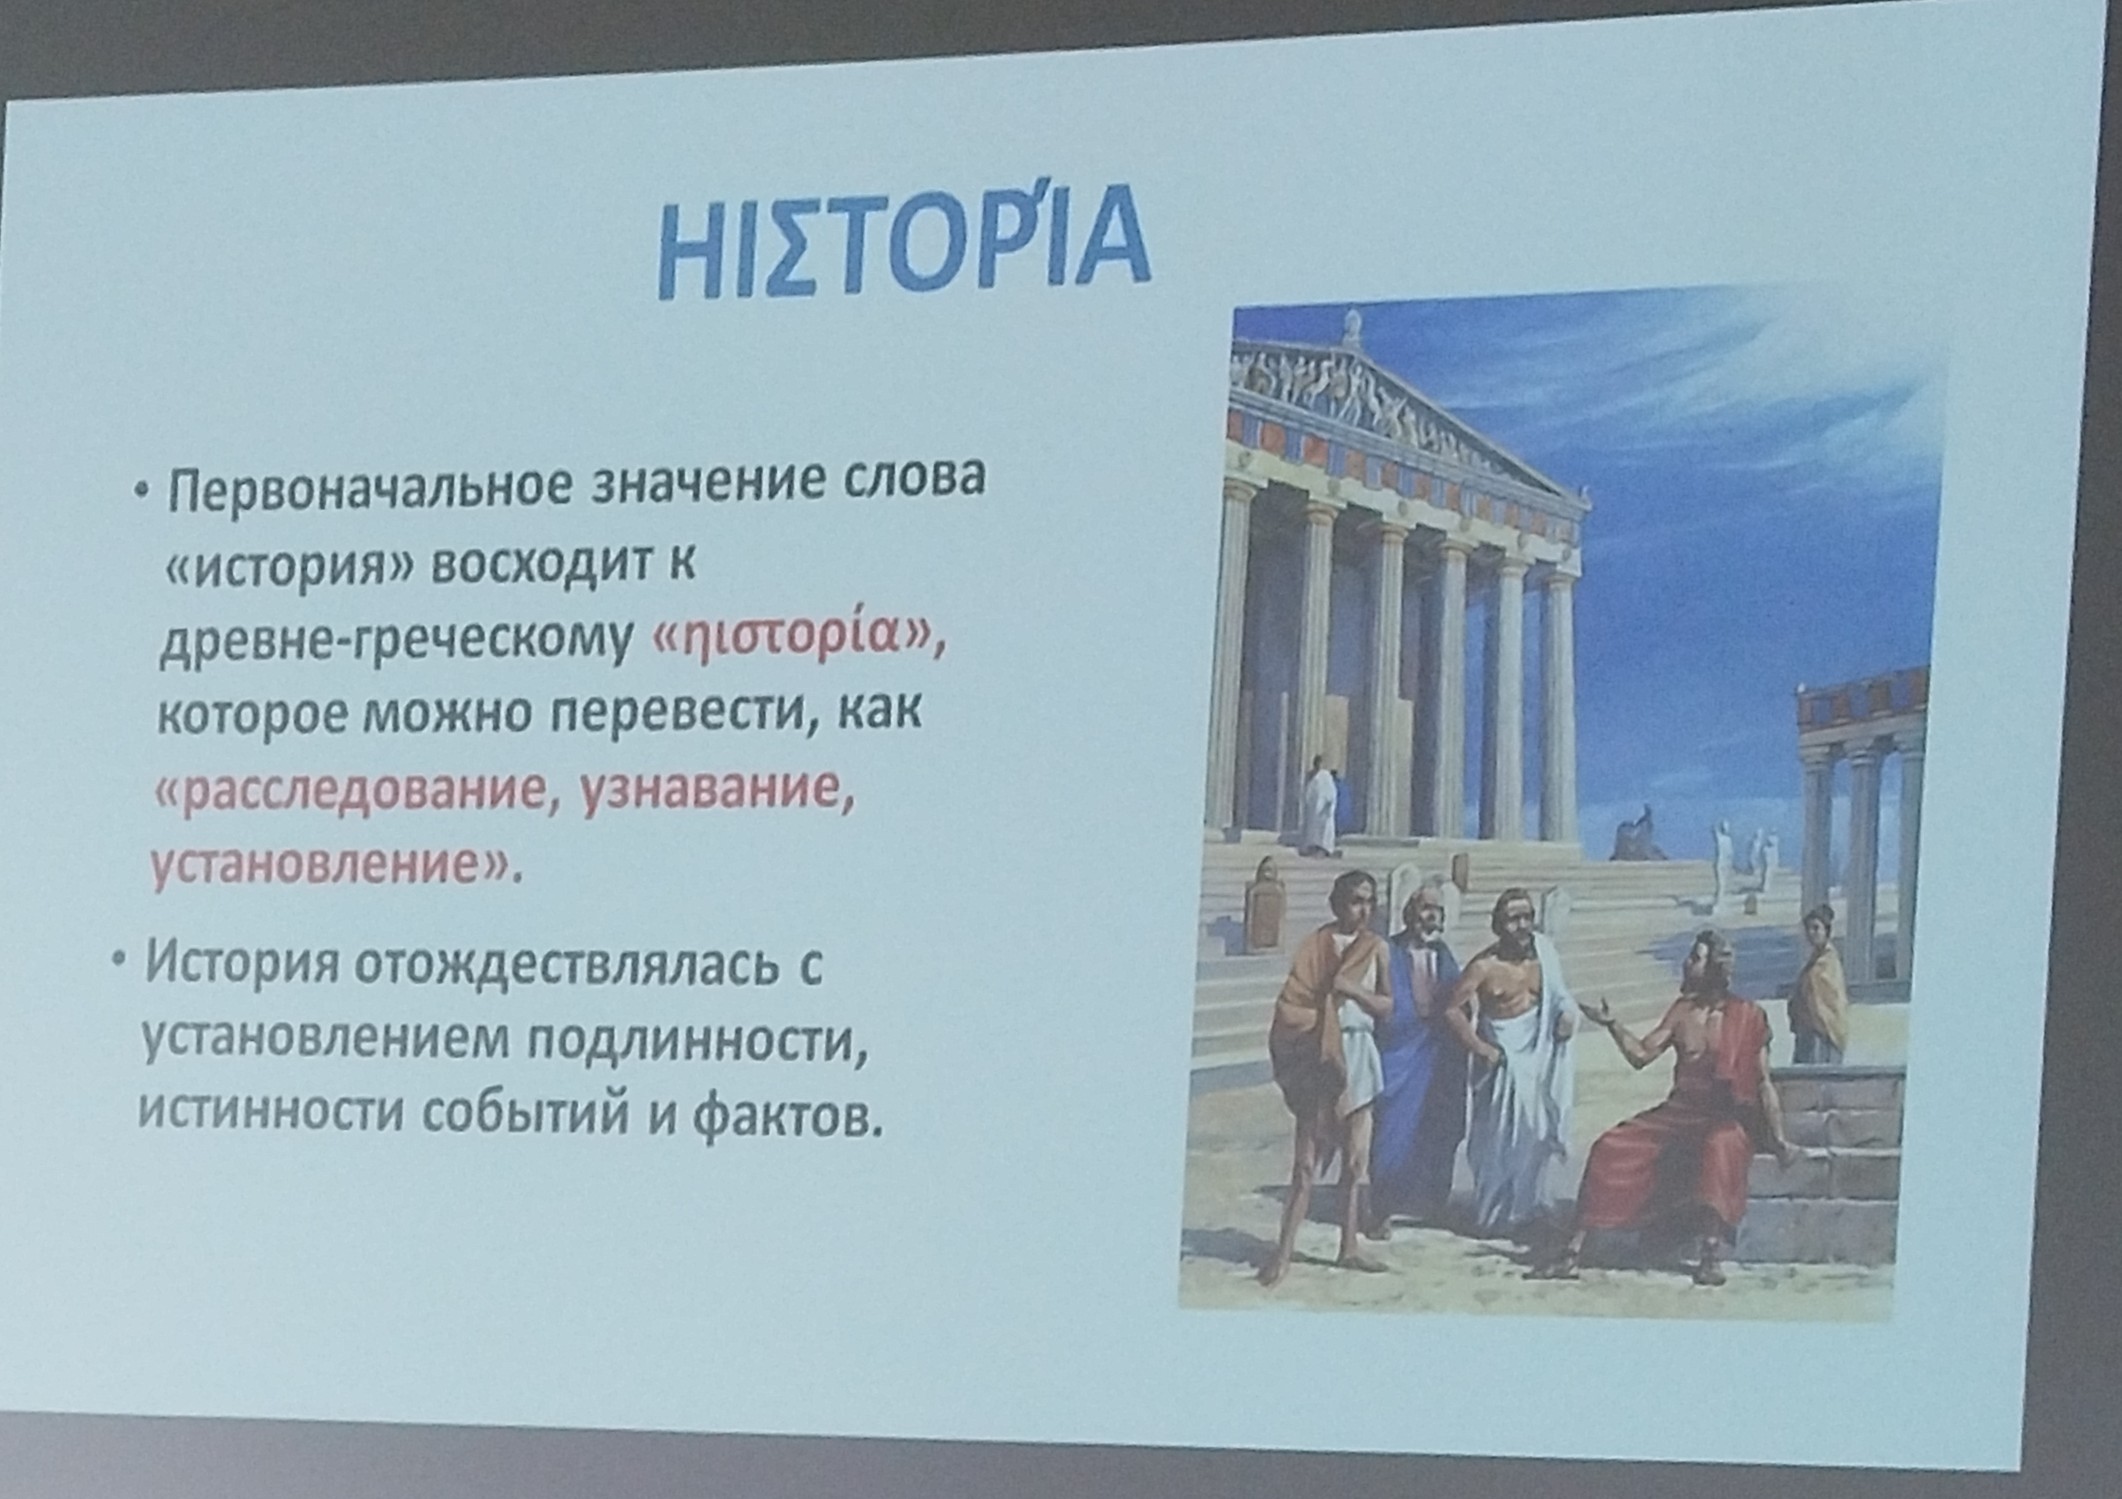 ΗΙΣΤΟΡΊΑ
• Первоначальное значение слова
«история» восходит к
древне-греческому «ηιστορία»,
которое можно перевести, как
«расследование, узнавание,
установление».
• История отождествлялась с
установлением подлинности,
истинности событий и фактов.